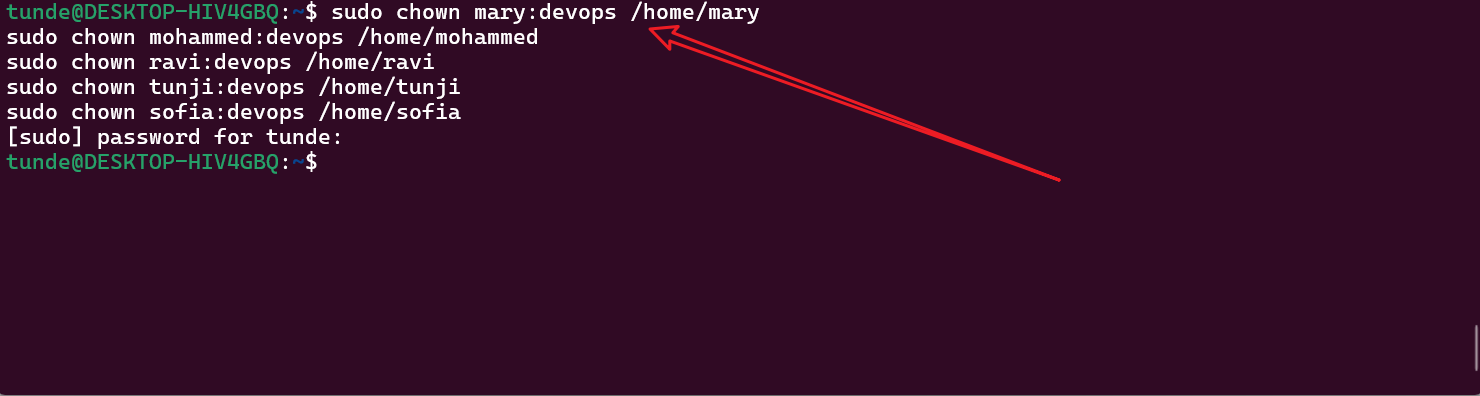 tunde@DESKTOP-HIV4GBQ:~$ sudo chown mary:devops /home/mary
sudo chown mohammed:devops /home/mohammed
sudo chown ravi:devops /home/ravi
sudo chown tunji:devops /home/tunji
sudo chown sofia:devops /home/sofia
[sudo] password for tunde:
tunde@DESKTOP-HIV4GBQ:~$